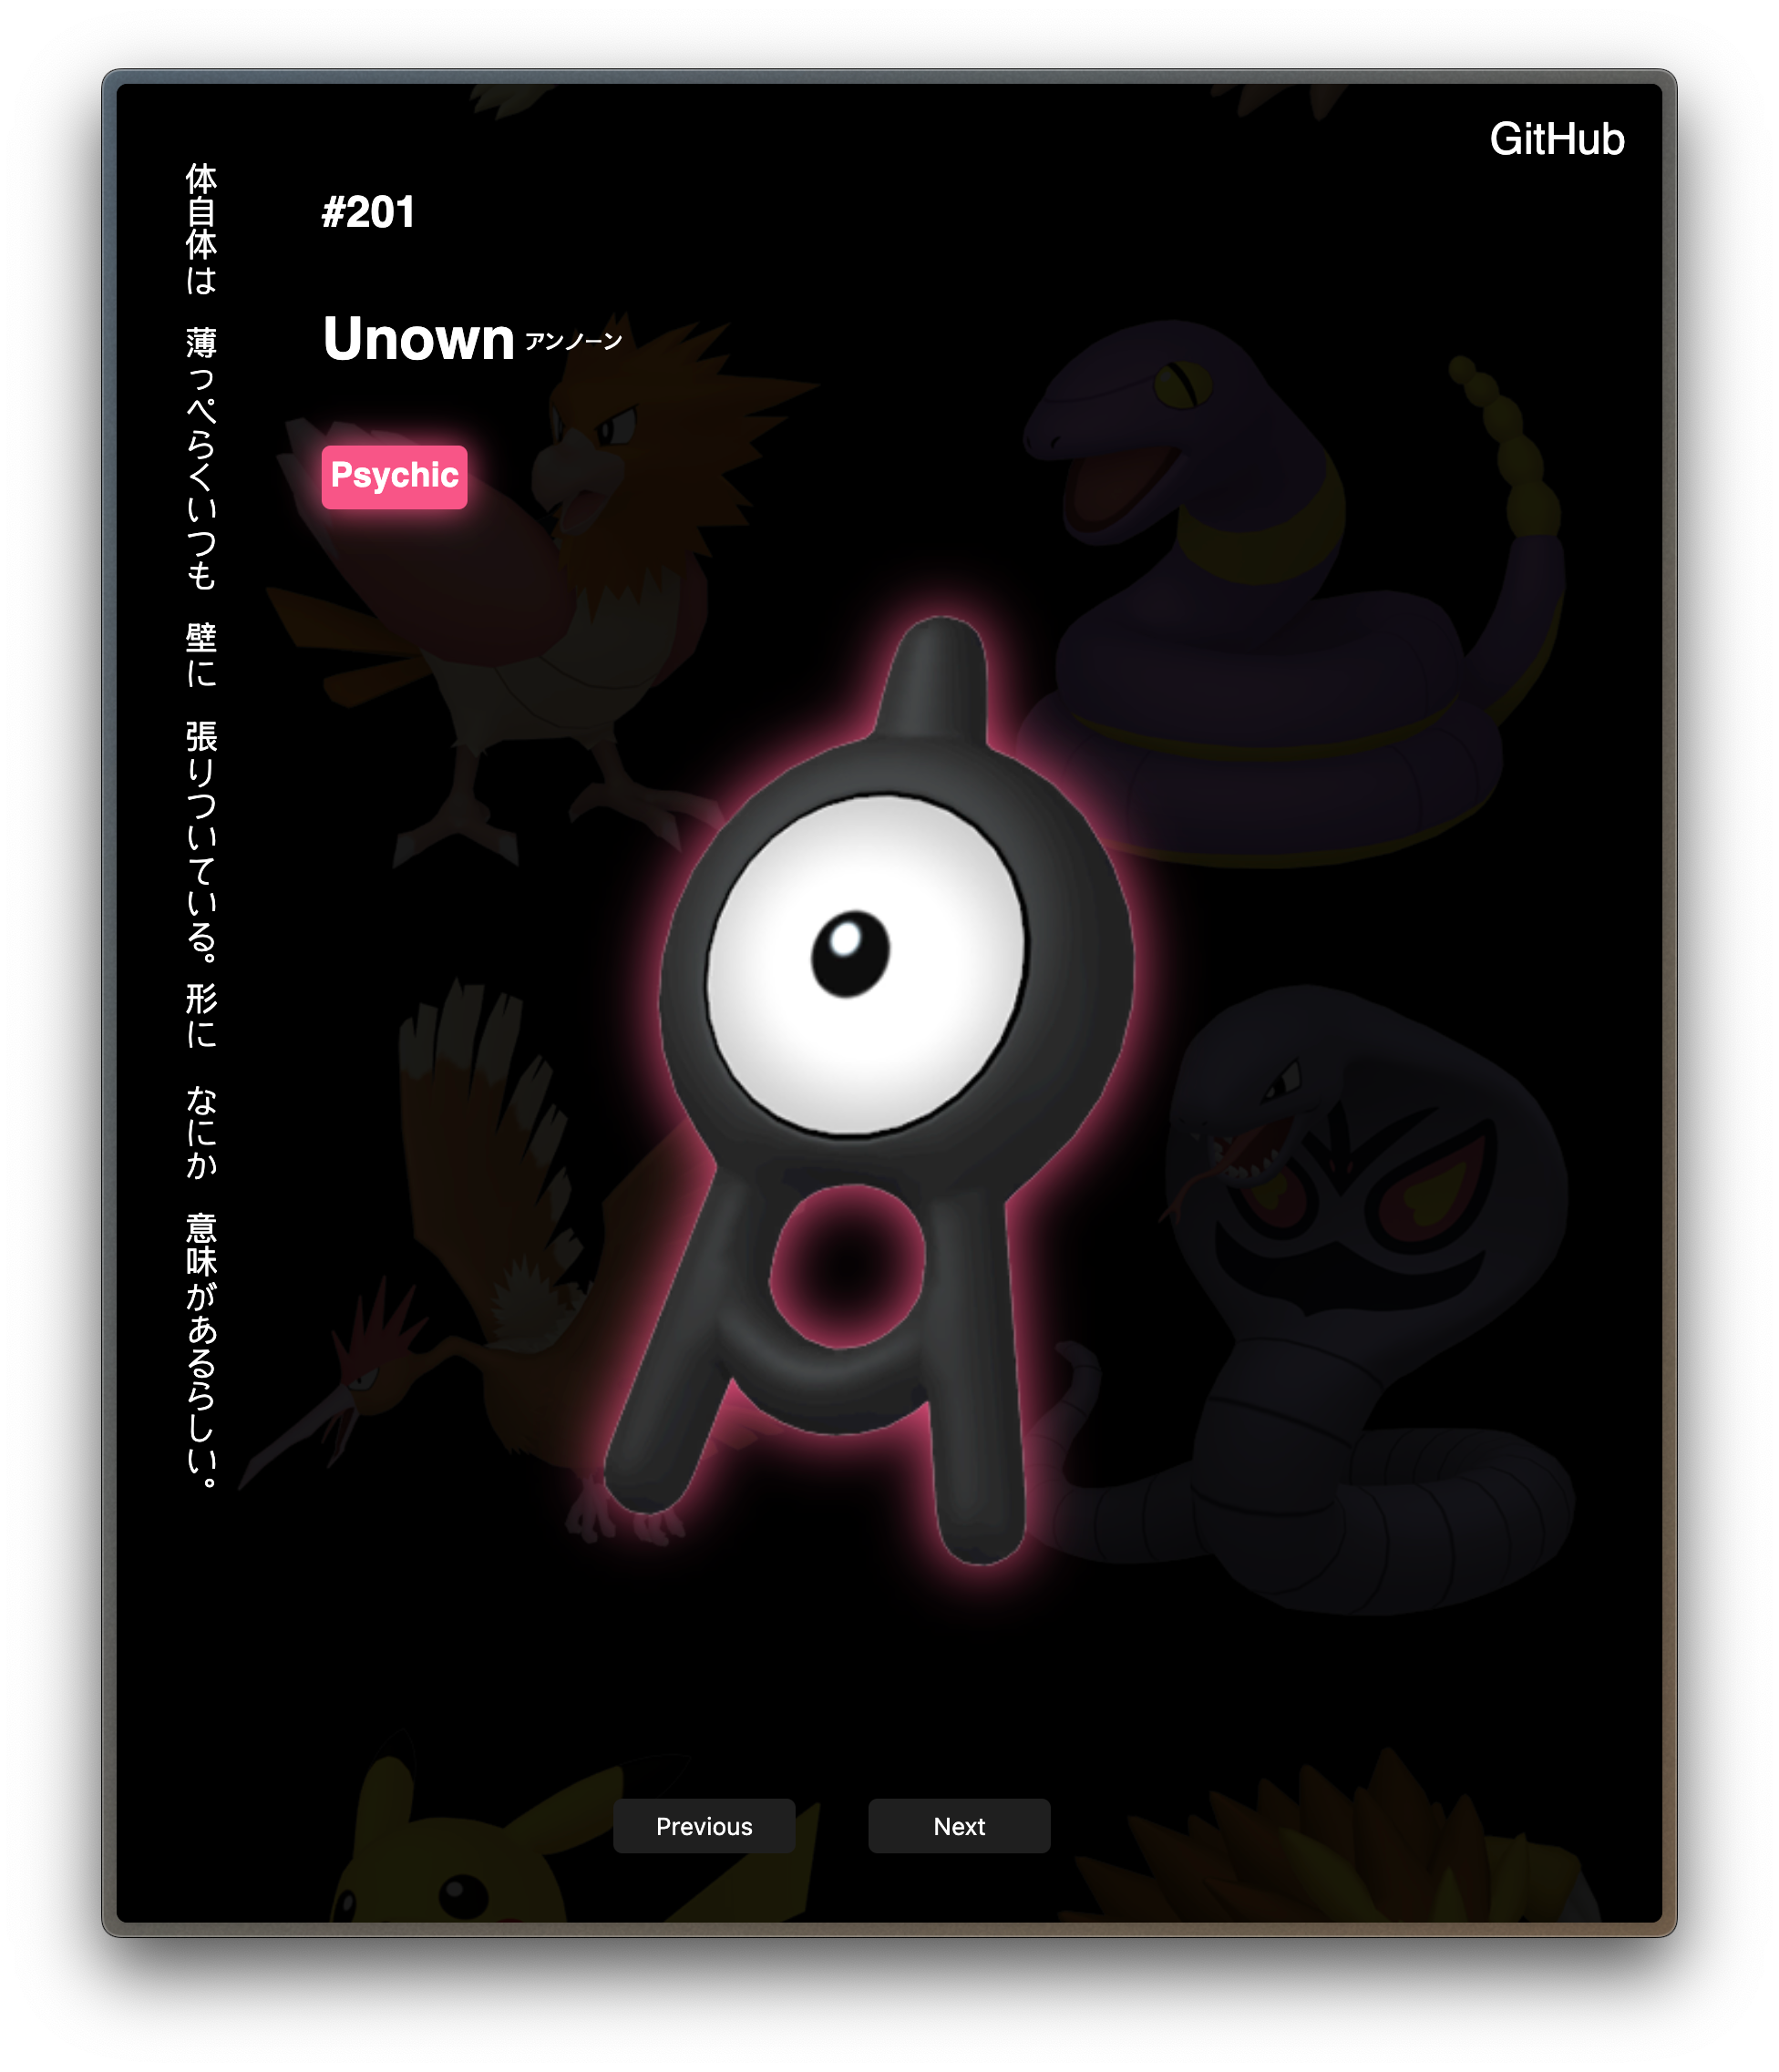 GitHub
体自体は　薄っぺらくいつも　壁に　張りついている。形に　なにか　意味があるらしい。
#201
Unown アンノーン
Psychic
Previous
Next